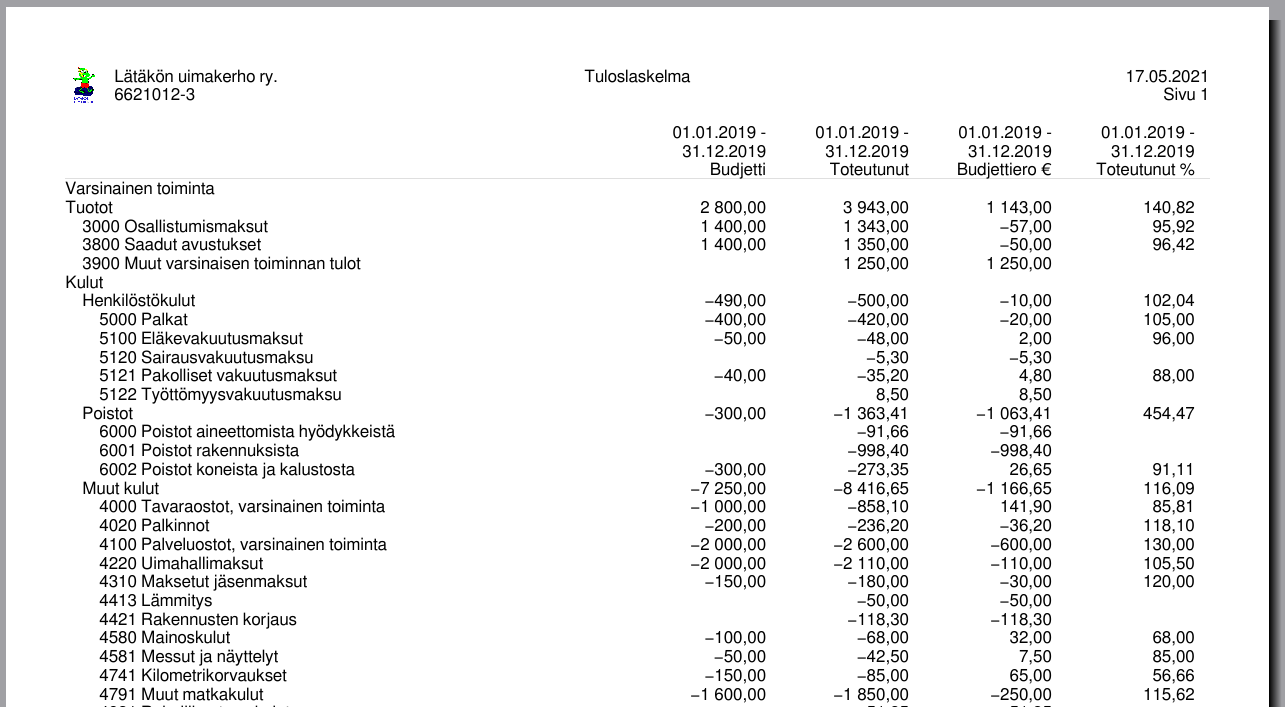 Lätäkön uimakerho ry. Tuloslaskelma 17.05.2021
6621012-3 Sivu 1
01.01.2019 - 01.01.2019 - 01.01.2019 - 01.01.2019 -
31.12.2019 31.12.2019 31.12.2019 31.12.2019
Budjetti Toteutunut Budjettiero € Toteutunut %
Varsinainen toiminta
Tuotot 2 800,00 3 943,00 1 143,00 140,82
3000 Osallistumismaksut 1 400,00 1 343,00 −57,00 95,92
3800 Saadut avustukset 1 400,00 1 350,00 −50,00 96,42
3900 Muut varsinaisen toiminnan tulot 1 250,00 1 250,00
Kulut
Henkilöstökulut −490,00 −500,00 −10,00 102,04
5000 Palkat −400,00 −420,00 −20,00 105,00
5100 Eläkevakuutusmaksut −50,00 −48,00 2,00 96,00
5120 Sairausvakuutusmaksu −5,30 −5,30
5121 Pakolliset vakuutusmaksut −40,00 −35,20 4,80 88,00
5122 Työttömyysvakuutusmaksu 8,50 8,50
Poistot −300,00 −1 363,41 −1 063,41 454,47
6000 Poistot aineettomista hyödykkeistä −91,66 −91,66
6001 Poistot rakennuksista −998,40 −998,40
6002 Poistot koneista ja kalustosta −300,00 −273,35 26,65 91,11
Muut kulut −7 250,00 −8 416,65 −1 166,65 116,09
4000 Tavaraostot, varsinainen toiminta −1 000,00 −858,10 141,90 85,81
4020 Palkinnot −200,00 −236,20 −36,20 118,10
4100 Palveluostot, varsinainen toiminta −2 000,00 −2 600,00 −600,00 130,00
4220 Uimahallimaksut −2 000,00 −2 110,00 −110,00 105,50
4310 Maksetut jäsenmaksut −150,00 −180,00 −30,00 120,00
4413 Lämmitys −50,00 −50,00
4421 Rakennusten korjaus −118,30 −118,30
4580 Mainoskulut −100,00 −68,00 32,00 68,00
4581 Messut ja näyttelyt −50,00 −42,50 7,50 85,00
4741 Kilometrikorvaukset −150,00 −85,00 65,00 56,66
4791 Muut matkakulut −1 600,00 −1 850,00 −250,00 115,62